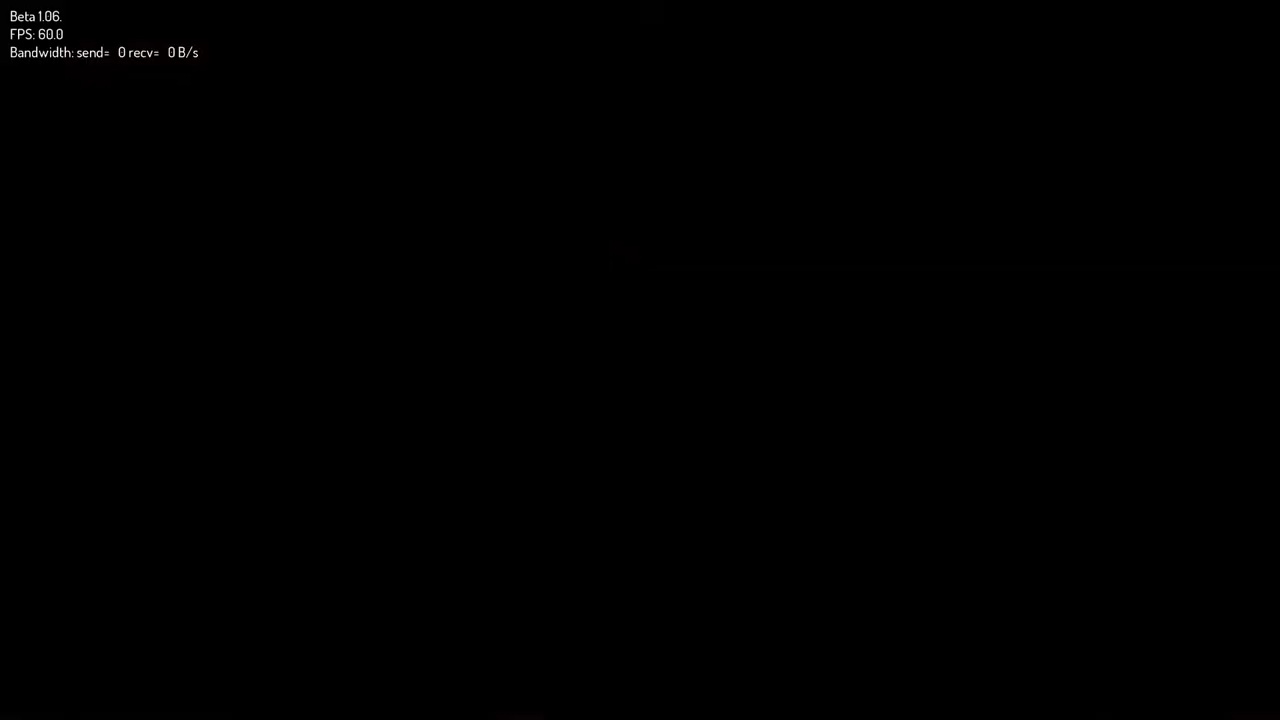 Beta 1.06.
FPS: 60.0
Bandwidth: send= 0 recv= 0 B/s